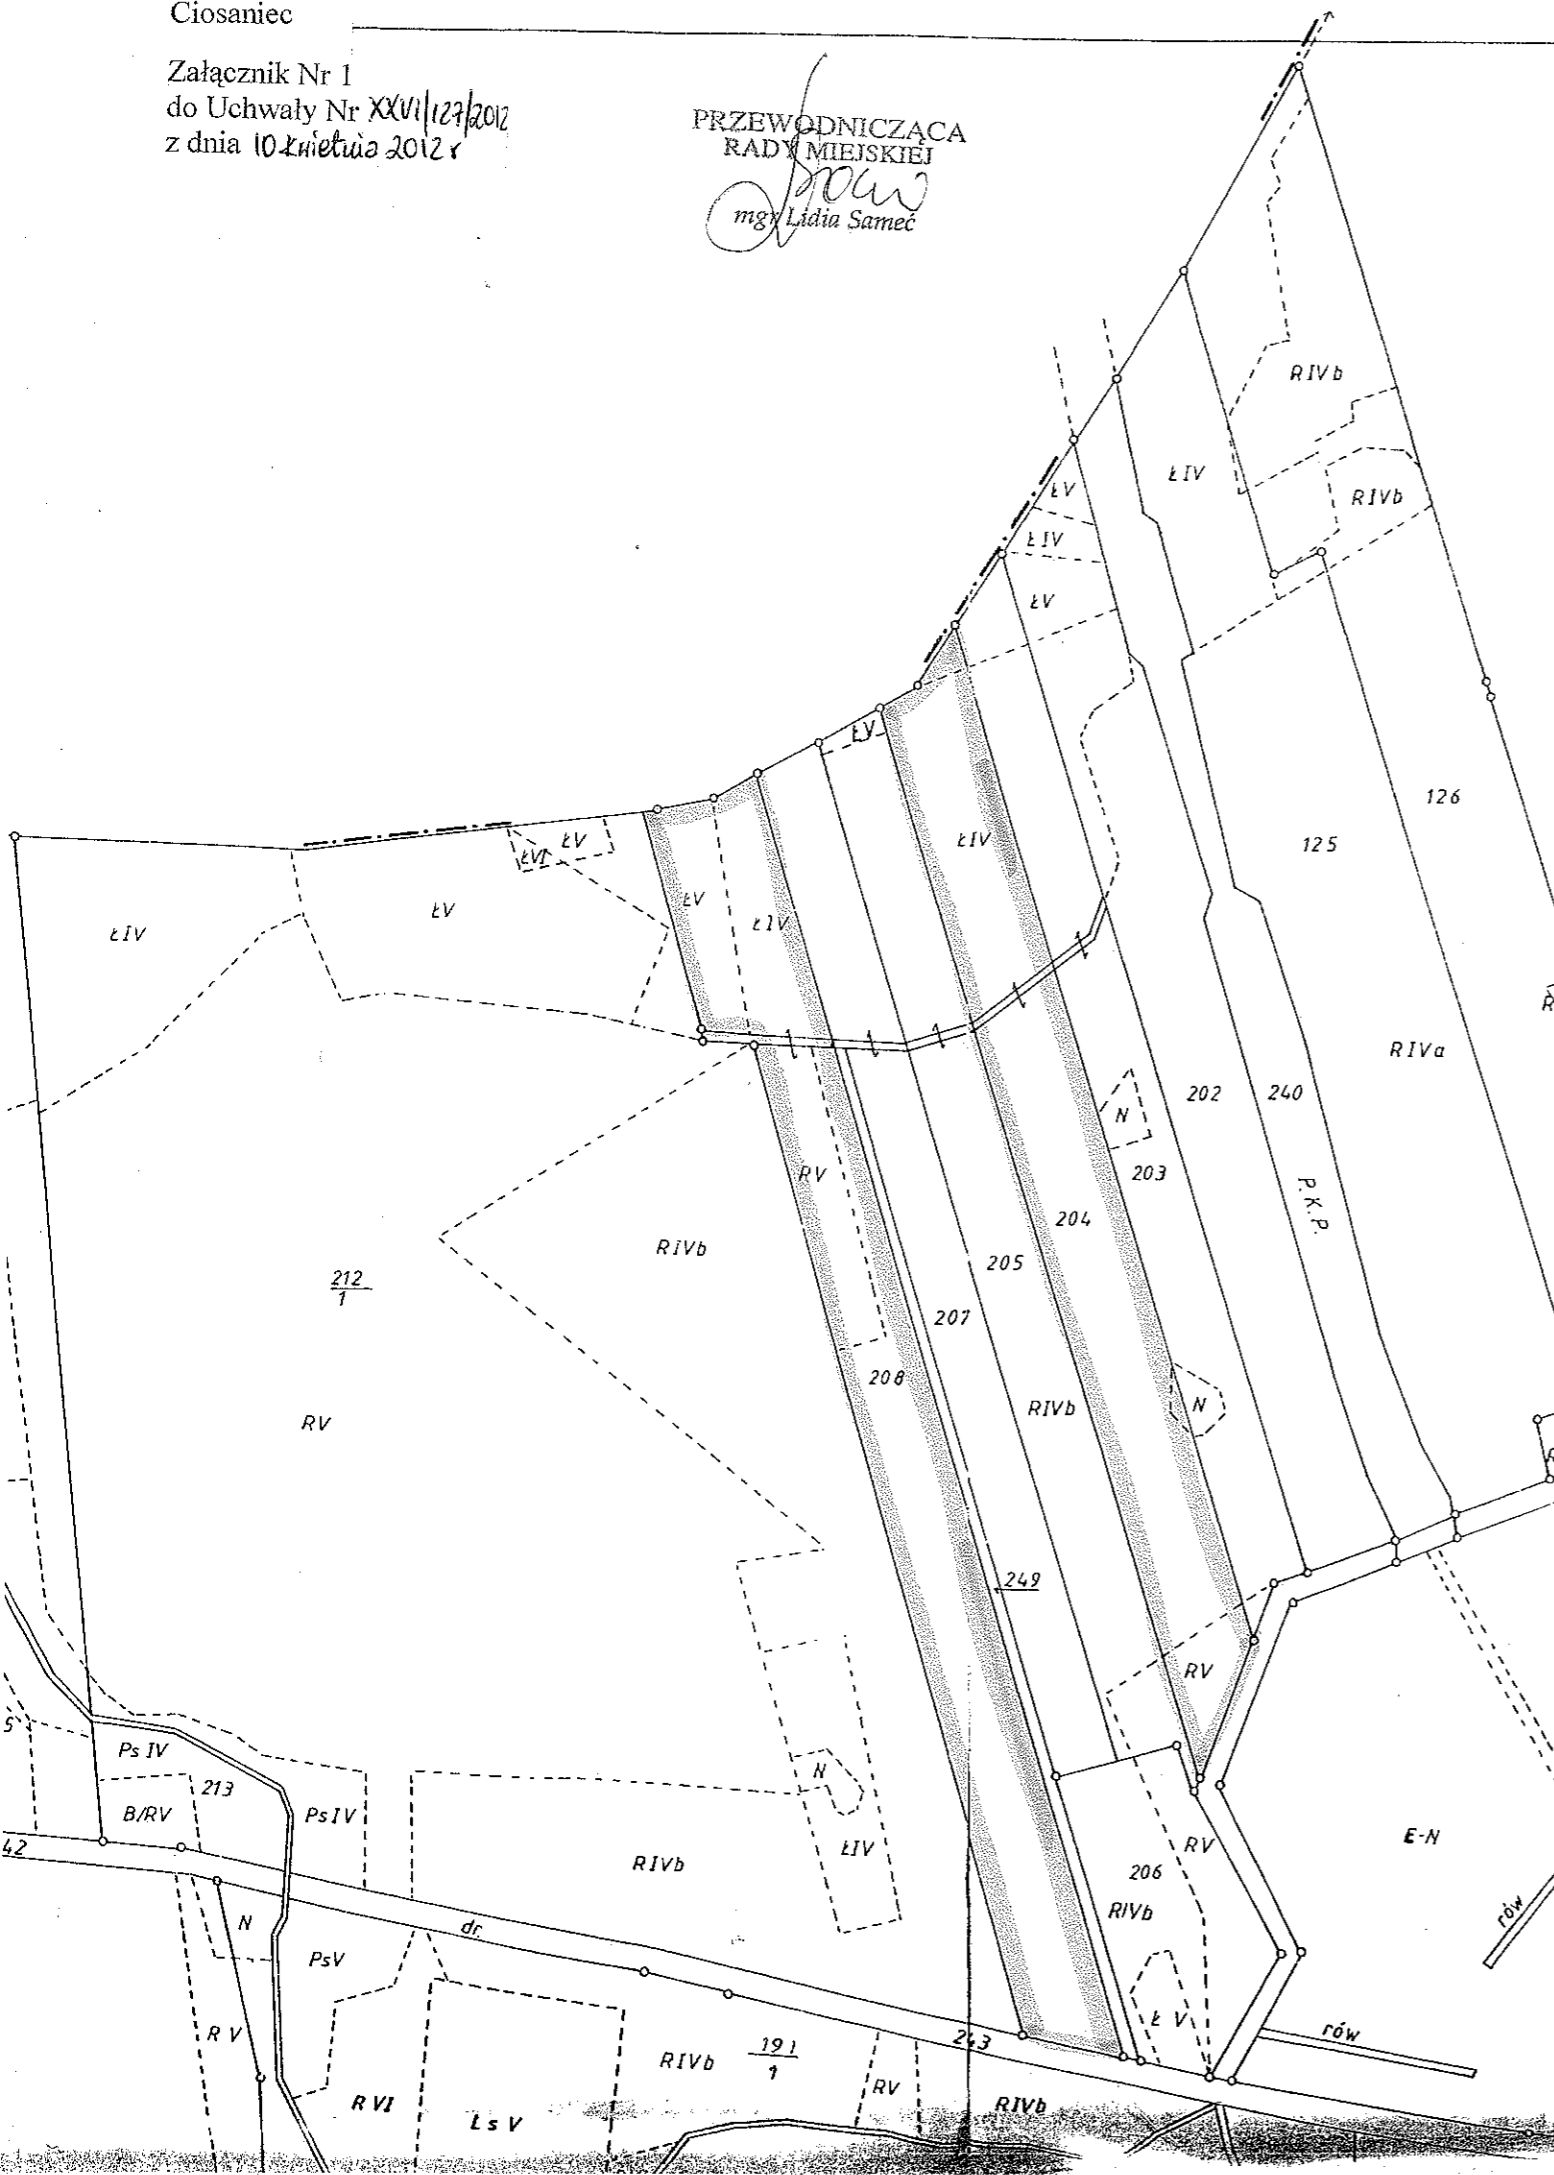 Ciosaniec
Załącznik Nr 1
do Uchwały Nr XXVI/127/2012
z dnia 10 kwietnia 2012 r
PRZEWODNICZĄCA
RADY MIEJSKIEJ
mgr Lidia Sameć
RIVb
ŁIV
RIVb
ŁV
ŁIV
ŁV
ŁV
126
125
ŁIV
ŁVI
ŁV
ŁV
ŁV
ŁIV
ŁIV
R
RIVa
202
240
N
203
RV
P.K.P.
204
RIVb
205
212
1
207
208
RIVb
N
RV
R
249
RV
S
Ps IV
213
N
B/RV
PsIV
E-N
42
ŁIV
RV
RIVb
206
RIVb
rów
N
dr.
PsV
Ł V
R V
243
rów
RIVb
191
1
RV
R VI
RIVb
Ls V